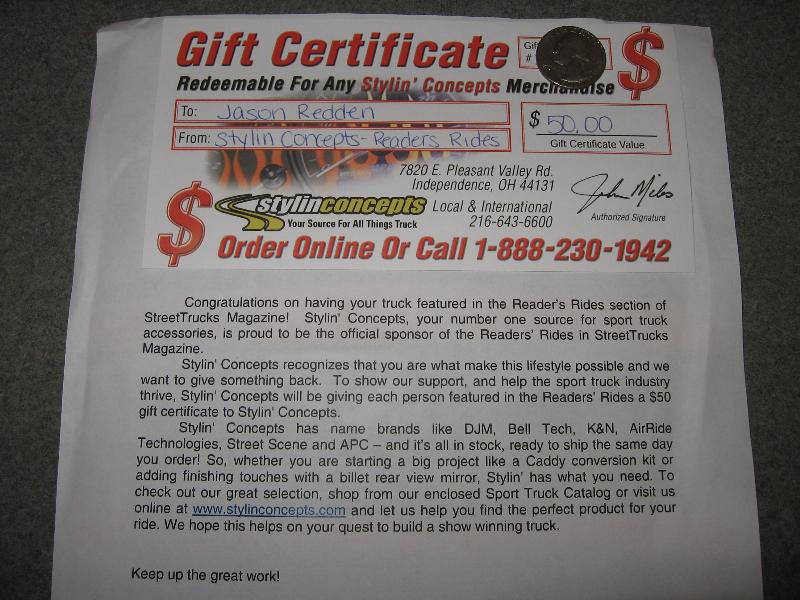 Gift Certificate
Gif
#
$
Redeemable For Any Stylin' Concepts Merchandise
To: Jason Redden
From: Stylin Concepts-Readers Rides
$ 50.00
Gift Certificate Value
7820 E. Pleasant Valley Rd.
Independence, OH 44131
John Miles
Authorized Signature
$
stylinconcepts
Your Source For All Things Truck
Local & International
216-643-6600
Order Online Or Call 1-888-230-1942
Congratulations on having your truck featured in the Reader's Rides section of
StreetTrucks Magazine! Stylin' Concepts, your number one source for sport truck
accessories, is proud to be the official sponsor of the Readers' Rides in StreetTrucks
Magazine.
Stylin' Concepts recognizes that you are what make this lifestyle possible and we
want to give something back. To show our support, and help the sport truck industry
thrive, Stylin' Concepts will be giving each person featured in the Readers' Rides a $50
gift certificate to Stylin' Concepts.
Stylin' Concepts has name brands like DJM, Bell Tech, K&N, AirRide
Technologies, Street Scene and APC – and it's all in stock, ready to ship the same day
you order! So, whether you are starting a big project like a Caddy conversion kit or
adding finishing touches with a billet rear view mirror, Stylin' has what you need. To
check out our great selection, shop from our enclosed Sport Truck Catalog or visit us
online at www.stylinconcepts.com and let us help you find the perfect product for your
ride. We hope this helps on your quest to build a show winning truck.
Keep up the great work!